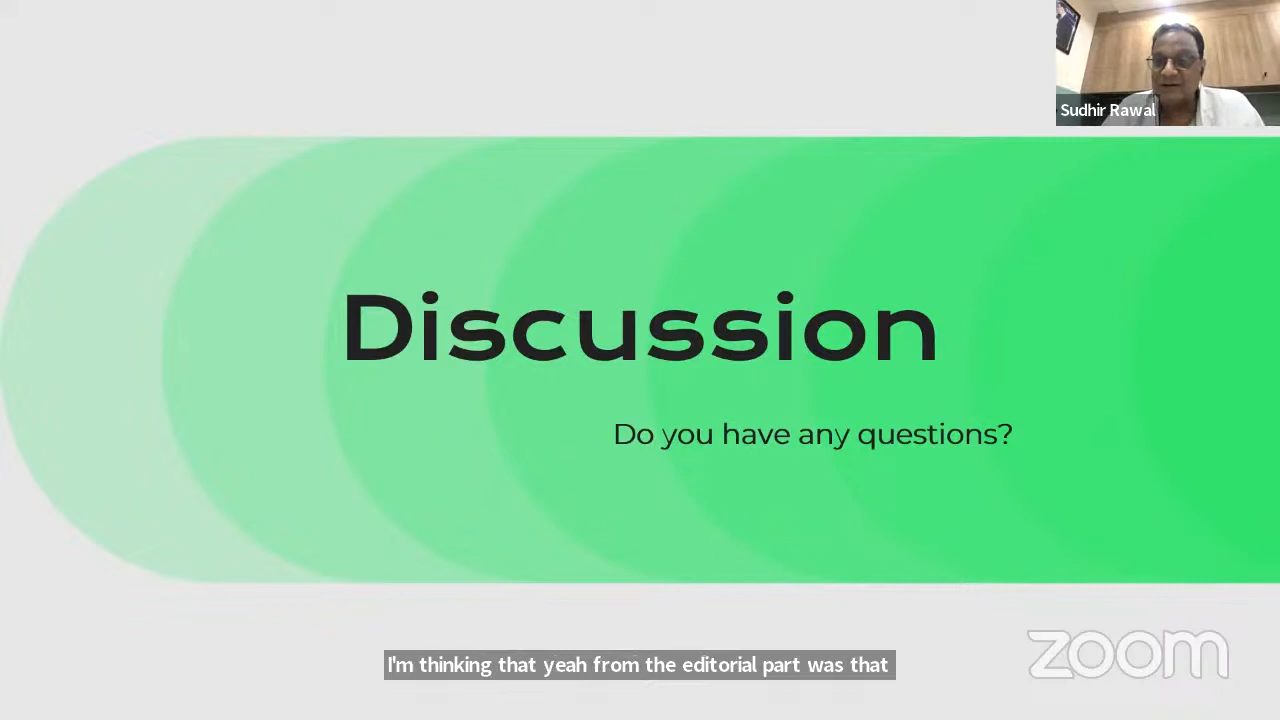 Sudhir Rawal
Discussion
Do you have any questions?
I'm thinking that yeah from the editorial part was that
zoom